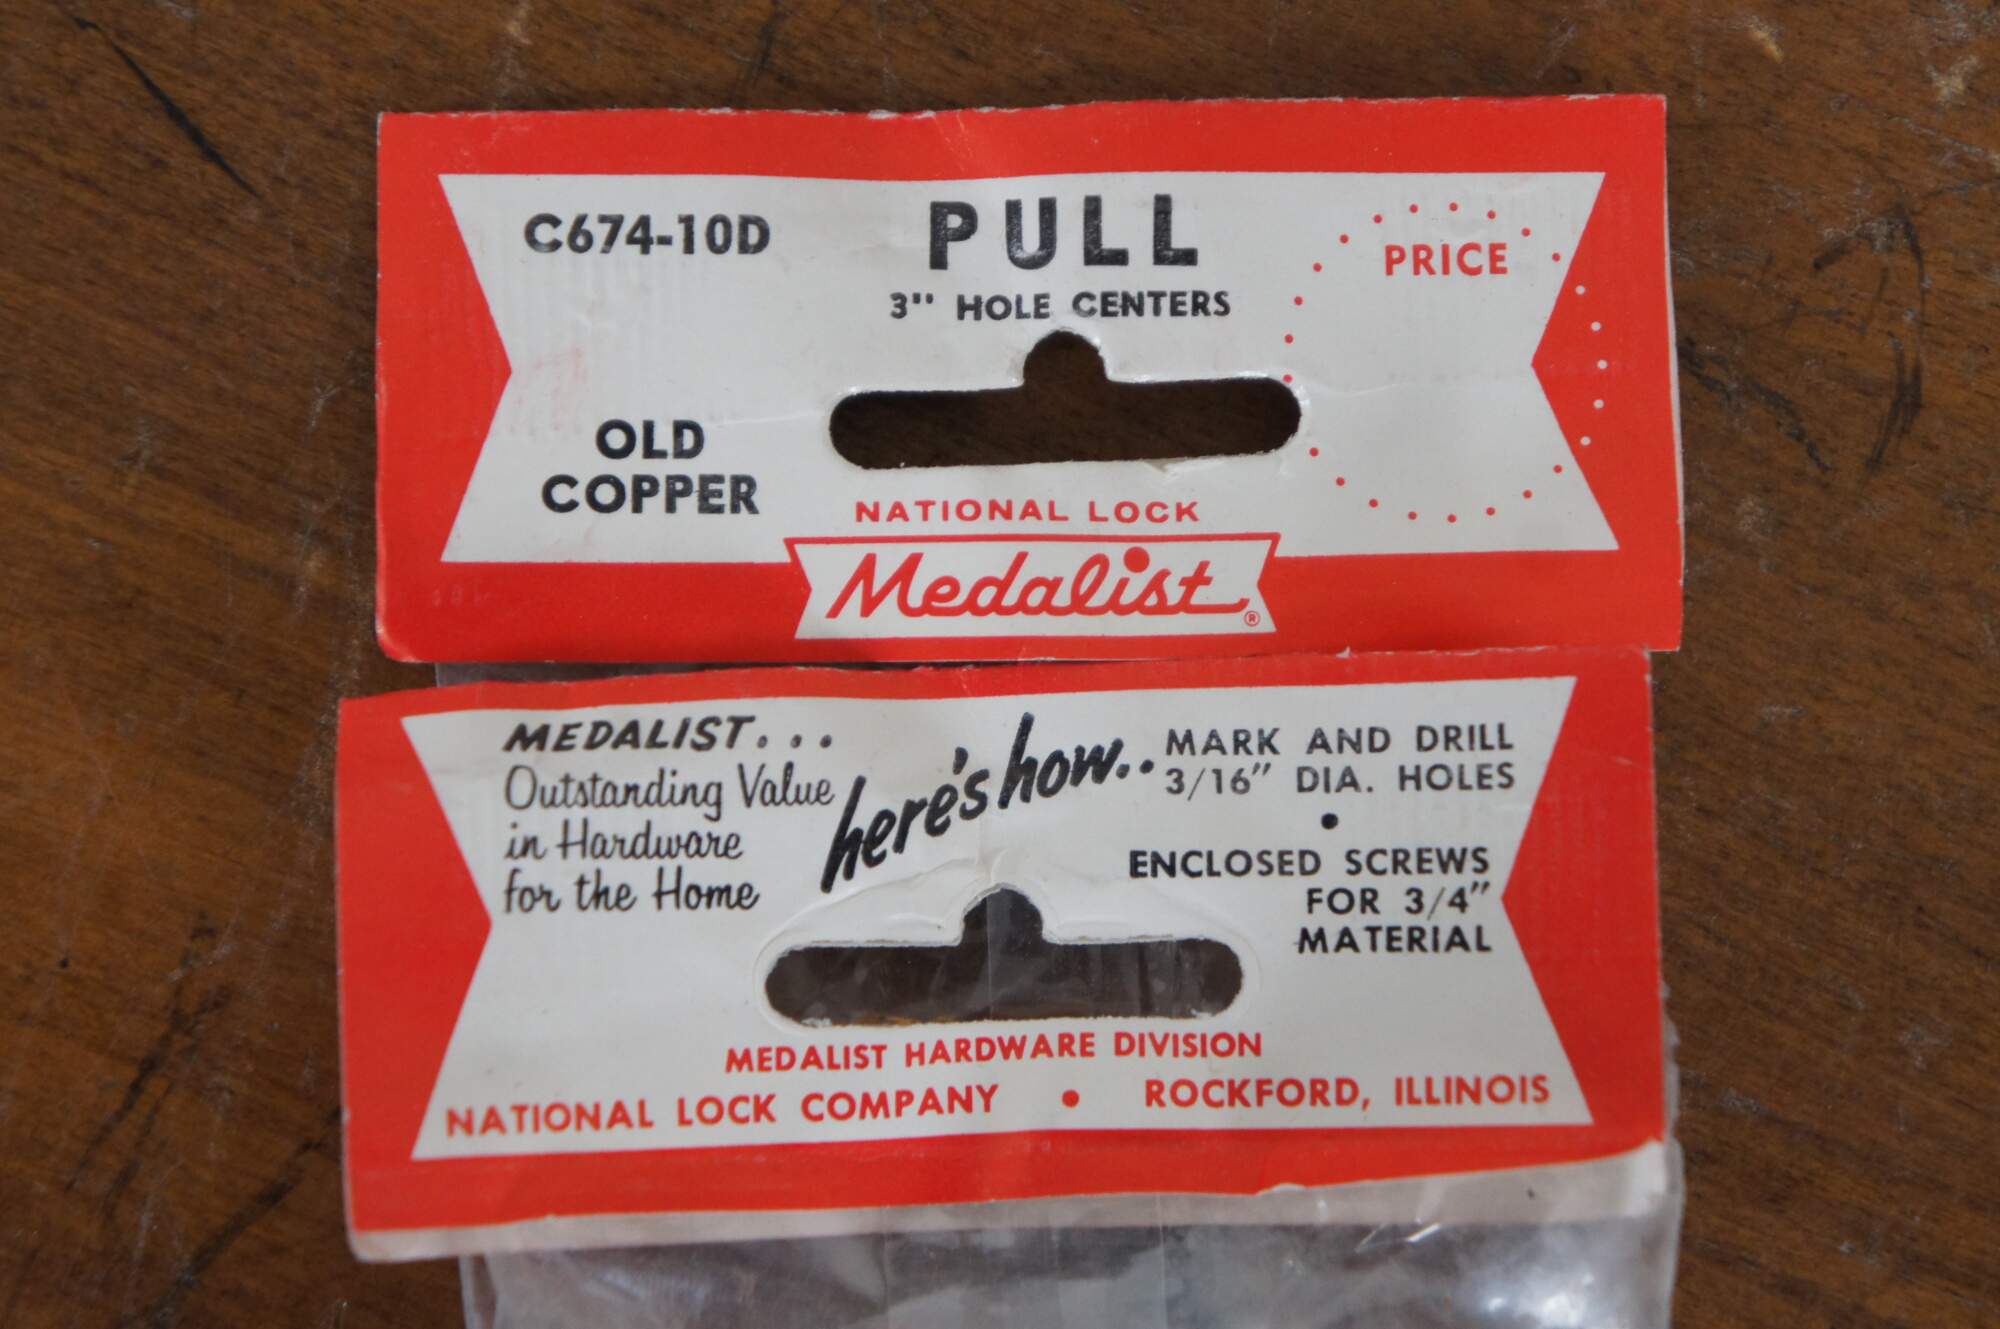 C674-10D
PULL
3" HOLE CENTERS
PRICE
OLD
COPPER
NATIONAL LOCK
Medalist®
MEDALIST...
Outstanding Value
in Hardware
for the Home
here's how..
MARK AND DRILL
3/16" DIA. HOLES
•
ENCLOSED SCREWS
FOR 3/4"
MATERIAL
MEDALIST HARDWARE DIVISION
NATIONAL LOCK COMPANY • ROCKFORD, ILLINOIS